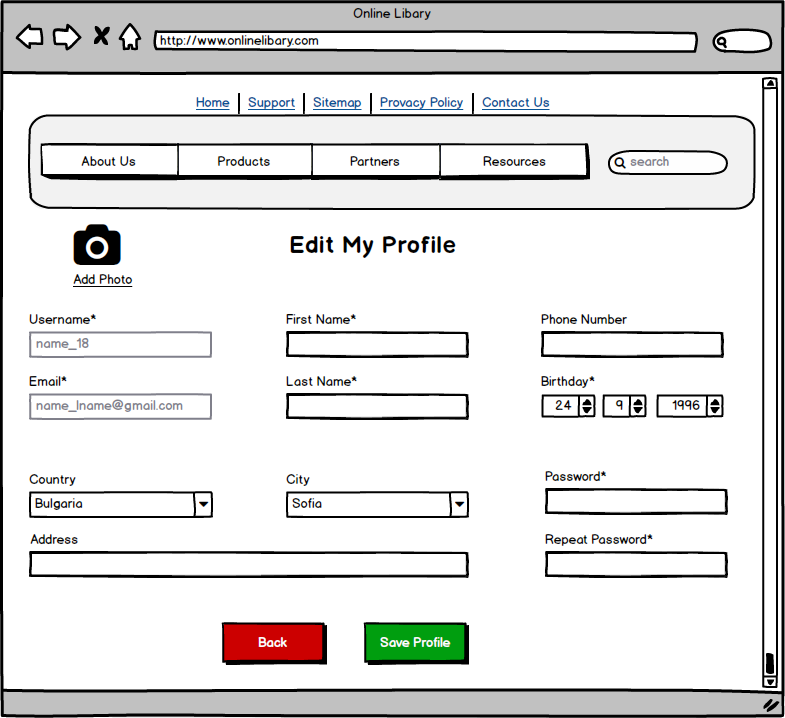 Online Libary
http://www.onlinelibary.com
Home Support Sitemap Provacy Policy Contact Us
About Us Products Partners Resources search
Edit My Profile
Add Photo
Username* First Name* Phone Number
name_18
Email* Last Name* Birthday*
name_lname@gmail.com 24 9 1996
Country City Password*
Bulgaria Sofia
Address Repeat Password*
Back Save Profile